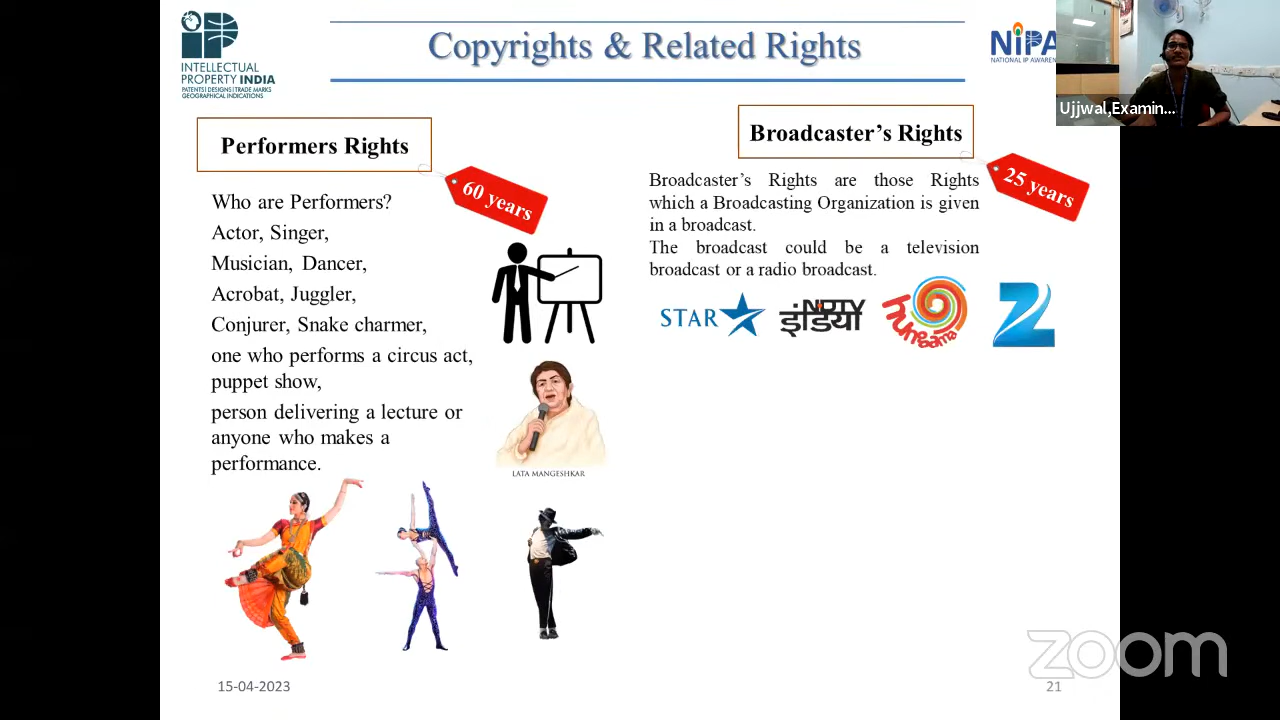 INTELLECTUAL
PROPERTY INDIA
PATENTS | DESIGNS | TRADE MARKS
GEOGRAPHICAL INDICATIONS
Copyrights & Related Rights
NIPA
NATIONAL IP AWAREN
Ujjwal,Examin...
Performers Rights
60 years
Who are Performers?
Actor, Singer,
Musician, Dancer,
Acrobat, Juggler,
Conjurer, Snake charmer,
one who performs a circus act,
puppet show,
person delivering a lecture or
anyone who makes a
performance.
LATA MANGESHKAR
Broadcaster's Rights
25 years
Broadcaster's Rights are those Rights
which a Broadcasting Organization is given
in a broadcast.
The broadcast could be a television
broadcast or a radio broadcast.
STAR
NDTV
इंडिया
hungama
Z
zoom
15-04-2023
21